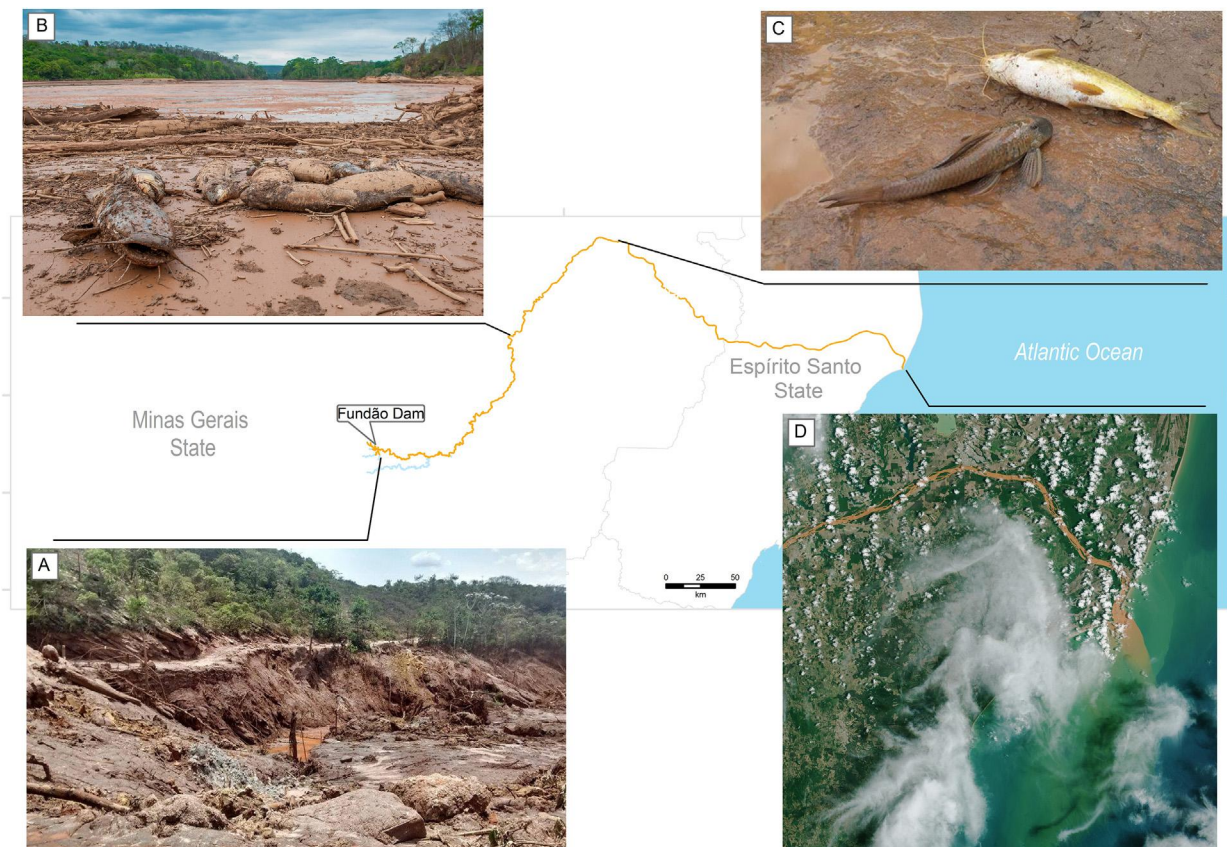 B
C
Atlantic Ocean
Espírito Santo
State
Minas Gerais
State
Fundão Dam
D
A
0 25 50
km